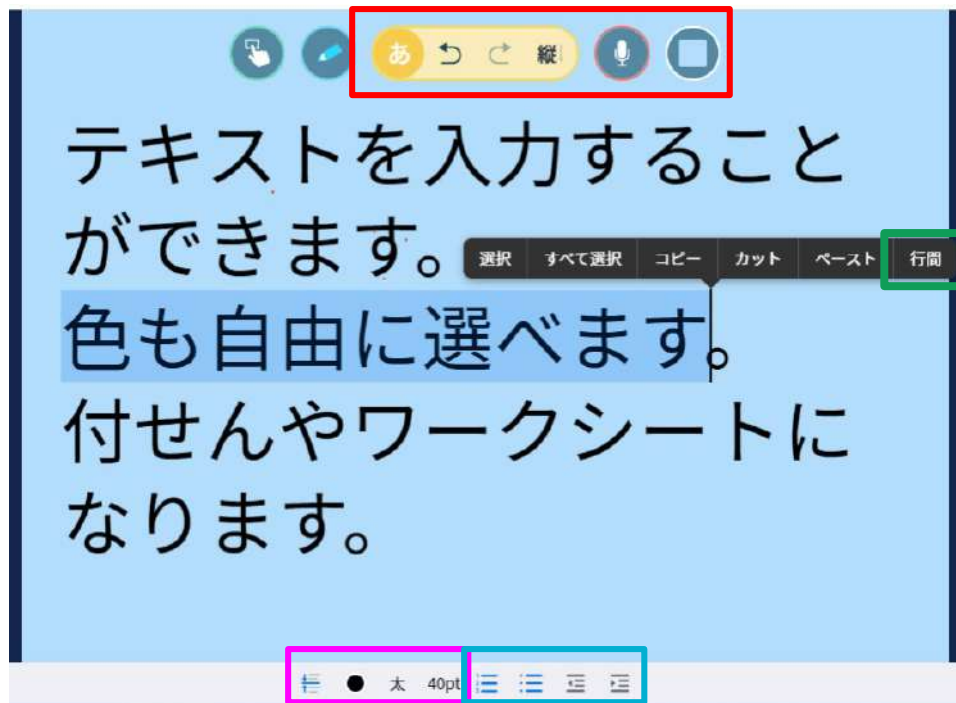 あ 縦
テキストを入力すること
ができます。
選択 すべて選択 コピー カット ペースト 行間
色も自由に選べます。
付せんやワークシートに
なります。
太 40pt